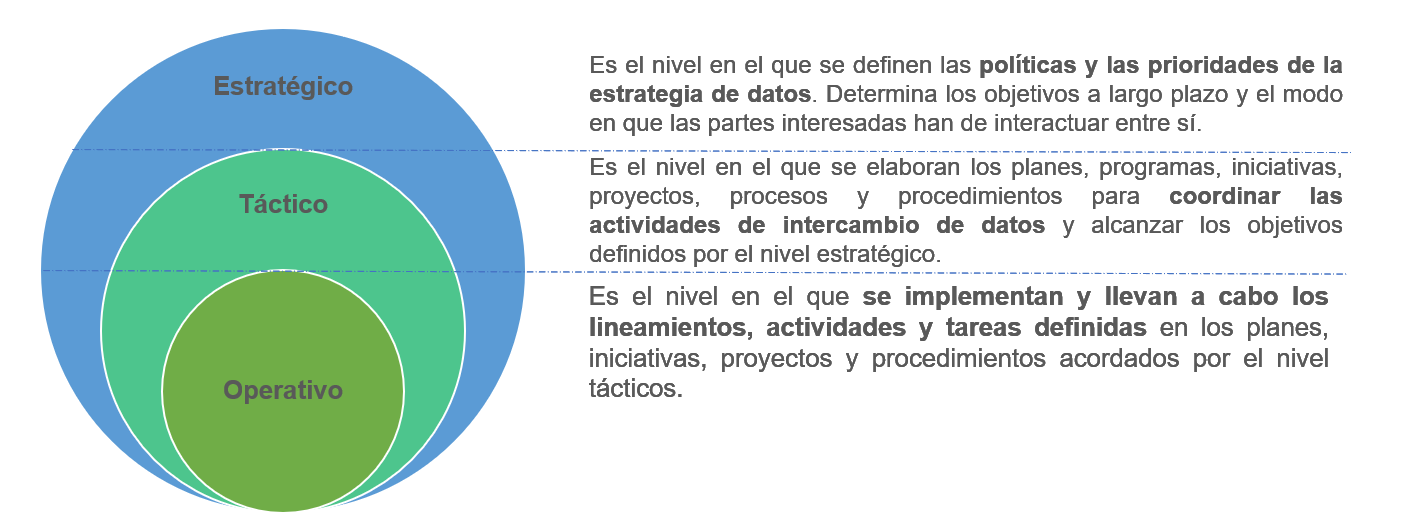 Estratégico
Es el nivel en el que se definen las políticas y las prioridades de la
estrategia de datos. Determina los objetivos a largo plazo y el modo
en que las partes interesadas han de interactuar entre sí.
Táctico
Es el nivel en el que se elaboran los planes, programas, iniciativas,
proyectos, procesos y procedimientos para coordinar las
actividades de intercambio de datos y alcanzar los objetivos
definidos por el nivel estratégico.
Operativo
Es el nivel en el que se implementan y llevan a cabo los
lineamientos, actividades y tareas definidas en los planes,
iniciativas, proyectos y procedimientos acordados por el nivel
tácticos.